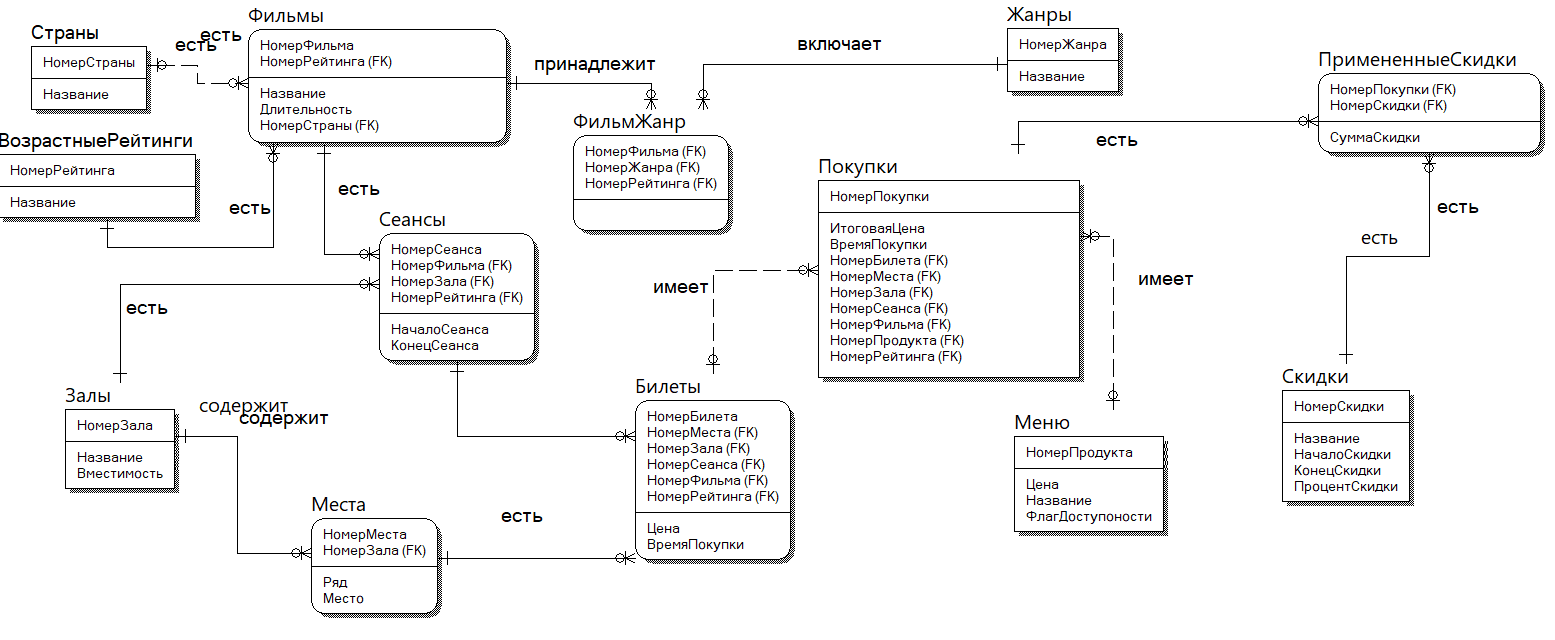 Страны
НомерСтраны
Название
есть
есть
Фильмы
НомерФильма
НомерРейтинга (FK)
Название
Длительность
НомерСтраны (FK)
принадлежит
включает
Жанры
НомерЖанра
Название
ПримененныеСкидки
НомерПокупки (FK)
НомерСкидки (FK)
СуммаСкидки
ВозрастныеРейтинги
НомерРейтинга
Название
есть
есть
ФильмЖанр
НомерФильма (FK)
НомерЖанра (FK)
НомерРейтинга (FK)
есть
Покупки
НомерПокупки
ИтоговаяЦена
ВремяПокупки
НомерБилета (FK)
НомерМеста (FK)
НомерЗала (FK)
НомерСеанса (FK)
НомерФильма (FK)
НомерПродукта (FK)
НомерРейтинга (FK)
есть
есть
Сеансы
НомерСеанса
НомерФильма (FK)
НомерЗала (FK)
НомерРейтинга (FK)
НачалоСеанса
КонецСеанса
есть
имеет
имеет
Залы
НомерЗала
Название
Вместимость
содержит
содержит
Билеты
НомерБилета
НомерМеста (FK)
НомерЗала (FK)
НомерСеанса (FK)
НомерФильма (FK)
НомерРейтинга (FK)
Цена
ВремяПокупки
Меню
НомерПродукта
Цена
Название
ФлагДоступоности
Скидки
НомерСкидки
Название
НачалоСкидки
КонецСкидки
ПроцентСкидки
Места
НомерМеста
НомерЗала (FK)
Ряд
Место
есть